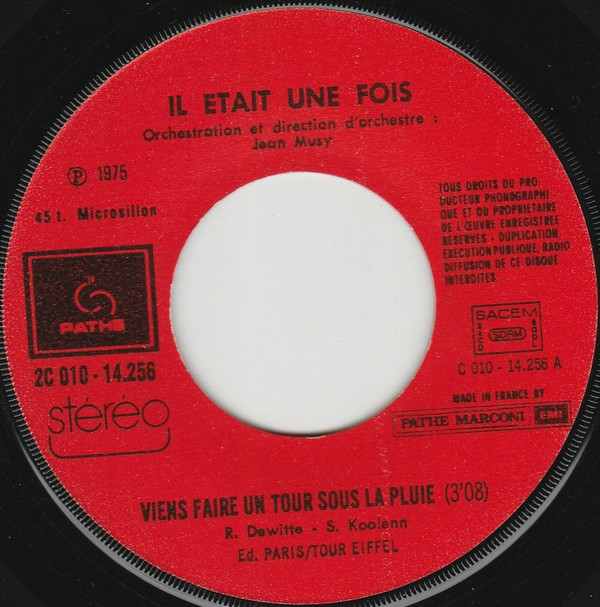 IL ETAIT UNE FOIS
Orchestration et direction d'orchestre :
Jean Musy
Ⓟ 1975
45 t. Microsillon
TOUS DROITS DU PRO
DUCTEUR PHONOGRAPHI
QUE ET DU PROPRIETAIRE
DE L'ŒUVRE ENREGISTREE
RESERVES - DUPLICATION,
EXECUTION PUBLIQUE, RADIO
DIFFUSION DE CE DISQUE
INTERDITES.
PATHE
SACEM
SACD
SDRM
SGDL
2C 010 - 14.256
C 010 - 14.256 A
stéréo
MADE IN FRANCE BY
PATHE MARCONI EMI
VIENS FAIRE UN TOUR SOUS LA PLUIE (3'08)
R. Dewitte - S. Koolenn
Ed. PARIS/TOUR EIFFEL